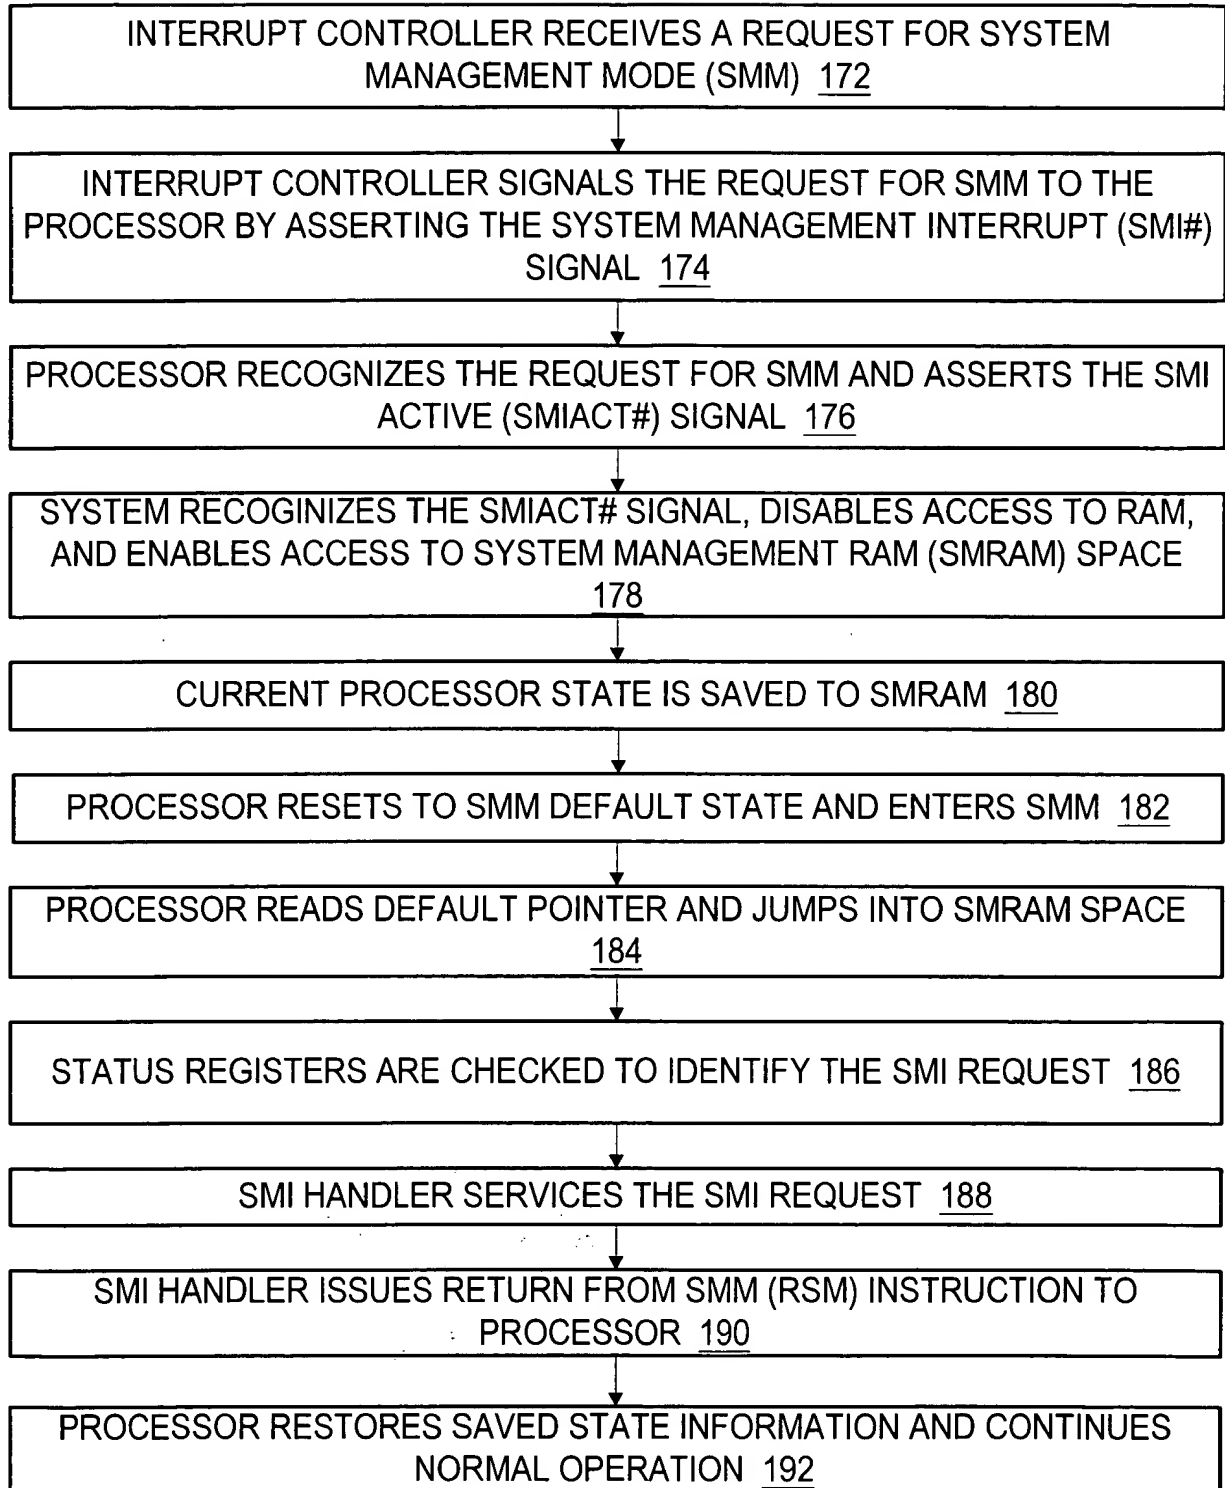 INTERRUPT CONTROLLER RECEIVES A REQUEST FOR SYSTEM
MANAGEMENT MODE (SMM) 172
INTERRUPT CONTROLLER SIGNALS THE REQUEST FOR SMM TO THE
PROCESSOR BY ASSERTING THE SYSTEM MANAGEMENT INTERRUPT (SMI#)
SIGNAL 174
PROCESSOR RECOGNIZES THE REQUEST FOR SMM AND ASSERTS THE SMI
ACTIVE (SMIACT#) SIGNAL 176
SYSTEM RECOGINIZES THE SMIACT# SIGNAL, DISABLES ACCESS TO RAM,
AND ENABLES ACCESS TO SYSTEM MANAGEMENT RAM (SMRAM) SPACE
178
CURRENT PROCESSOR STATE IS SAVED TO SMRAM 180
PROCESSOR RESETS TO SMM DEFAULT STATE AND ENTERS SMM 182
PROCESSOR READS DEFAULT POINTER AND JUMPS INTO SMRAM SPACE
184
STATUS REGISTERS ARE CHECKED TO IDENTIFY THE SMI REQUEST 186
SMI HANDLER SERVICES THE SMI REQUEST 188
SMI HANDLER ISSUES RETURN FROM SMM (RSM) INSTRUCTION TO
PROCESSOR 190
PROCESSOR RESTORES SAVED STATE INFORMATION AND CONTINUES
NORMAL OPERATION 192